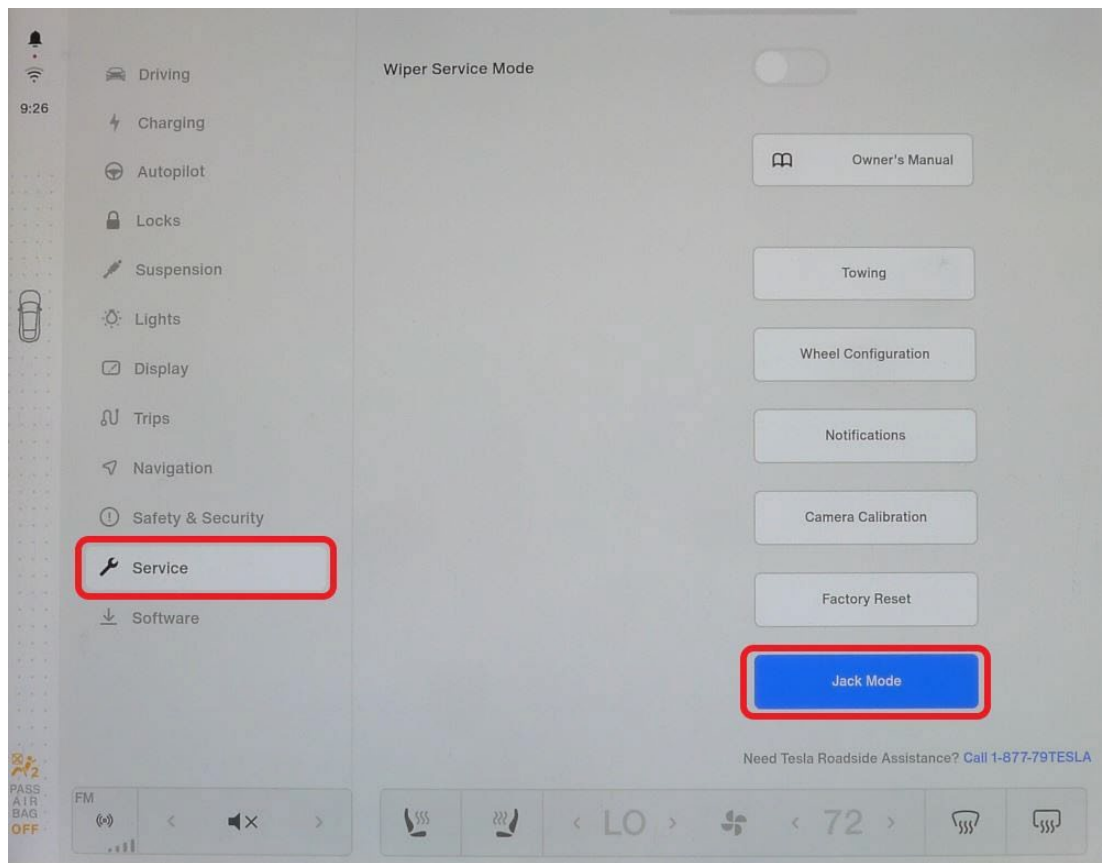 9:26
Driving
Charging
Autopilot
Locks
Suspension
Lights
Display
Trips
Navigation
Safety & Security
Service
Software
Wiper Service Mode
Owner's Manual
Towing
Wheel Configuration
Notifications
Camera Calibration
Factory Reset
Jack Mode
Need Tesla Roadside Assistance? Call 1-877-79TESLA
2
PASS
AIR
BAG
OFF
FM
LO
72